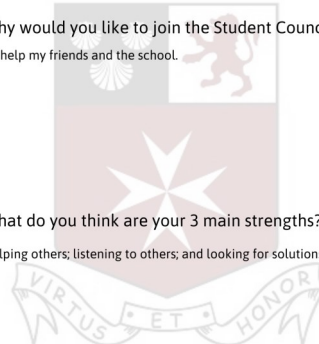 hy would you like to join the Student Counc
help my friends and the school.
hat do you think are your 3 main strengths?
lping others; listening to others; and looking for solution
VIRTUS ET HONOR